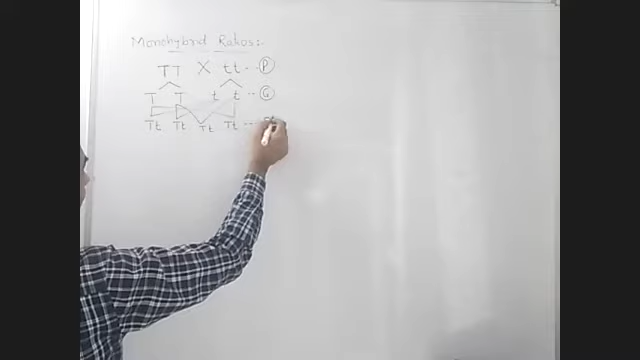 Monohybrid Ratios:-
TT X tt -- P
T T t t -- G
Tt Tt Tt Tt ---